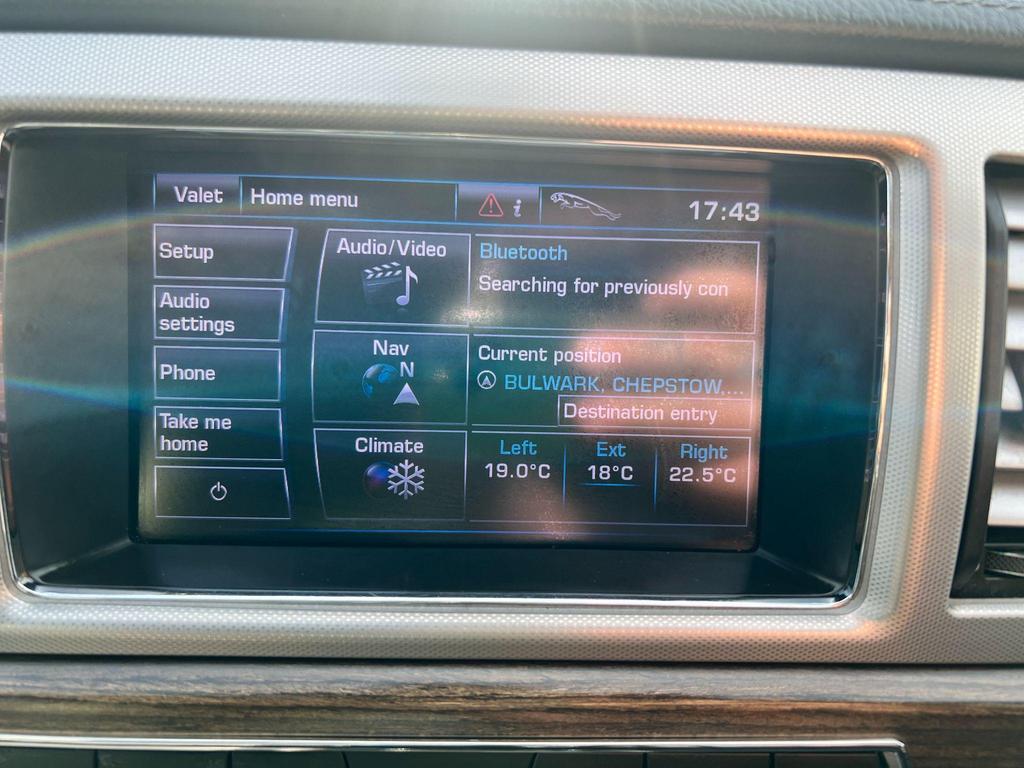 Valet
Home menu
i
17:43
Setup
Audio
settings
Phone
Take me
home
Audio/Video
Bluetooth
Searching for previously con
Nav
N
Current position
BULWARK, CHEPSTOW,...
Destination entry
Climate
Left
19.0°C
Ext
18°C
Right
22.5°C